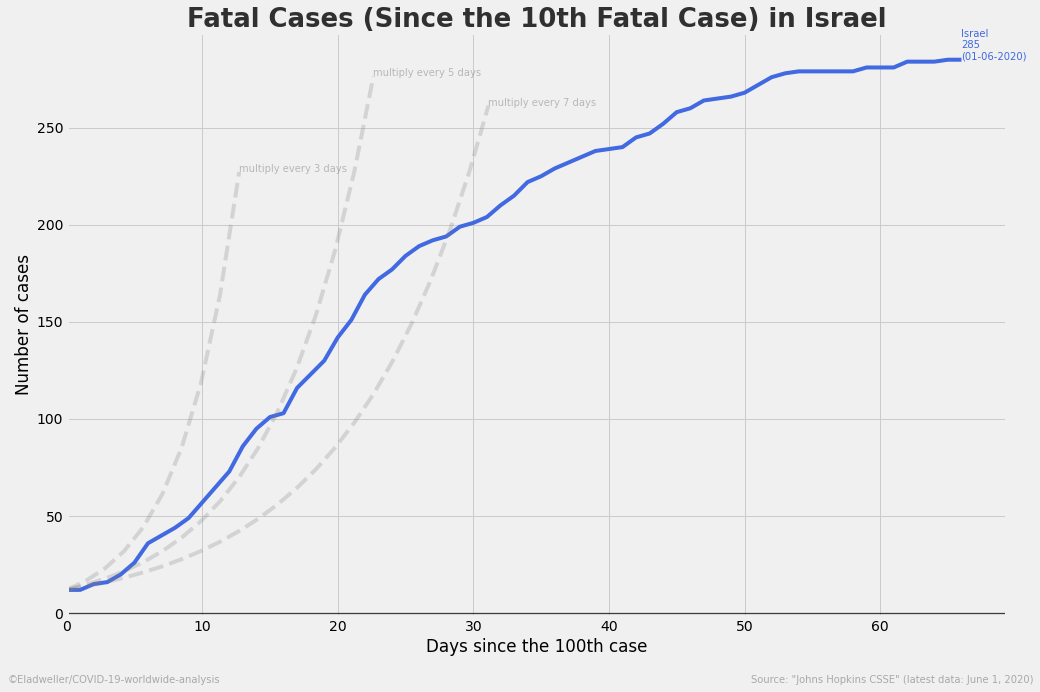 Fatal Cases (Since the 10th Fatal Case) in Israel
Israel
285
(01-06-2020)
multiply every 5 days
multiply every 7 days
multiply every 3 days
Number of cases
250
200
150
100
50
0
0 10 20 30 40 50 60
Days since the 100th case
©Eladweller/COVID-19-worldwide-analysis
Source: "Johns Hopkins CSSE" (latest data: June 1, 2020)